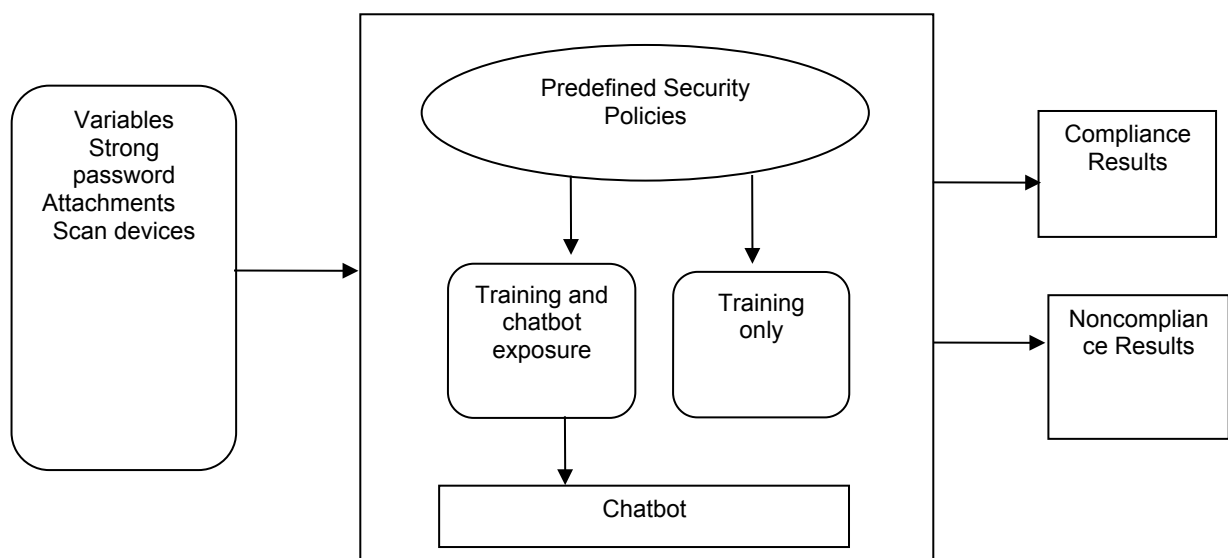 Variables
Strong
password
Attachments
Scan devices
Predefined Security
Policies
Training and
chatbot
exposure
Training
only
Chatbot
Compliance
Results
Noncomplian
ce Results